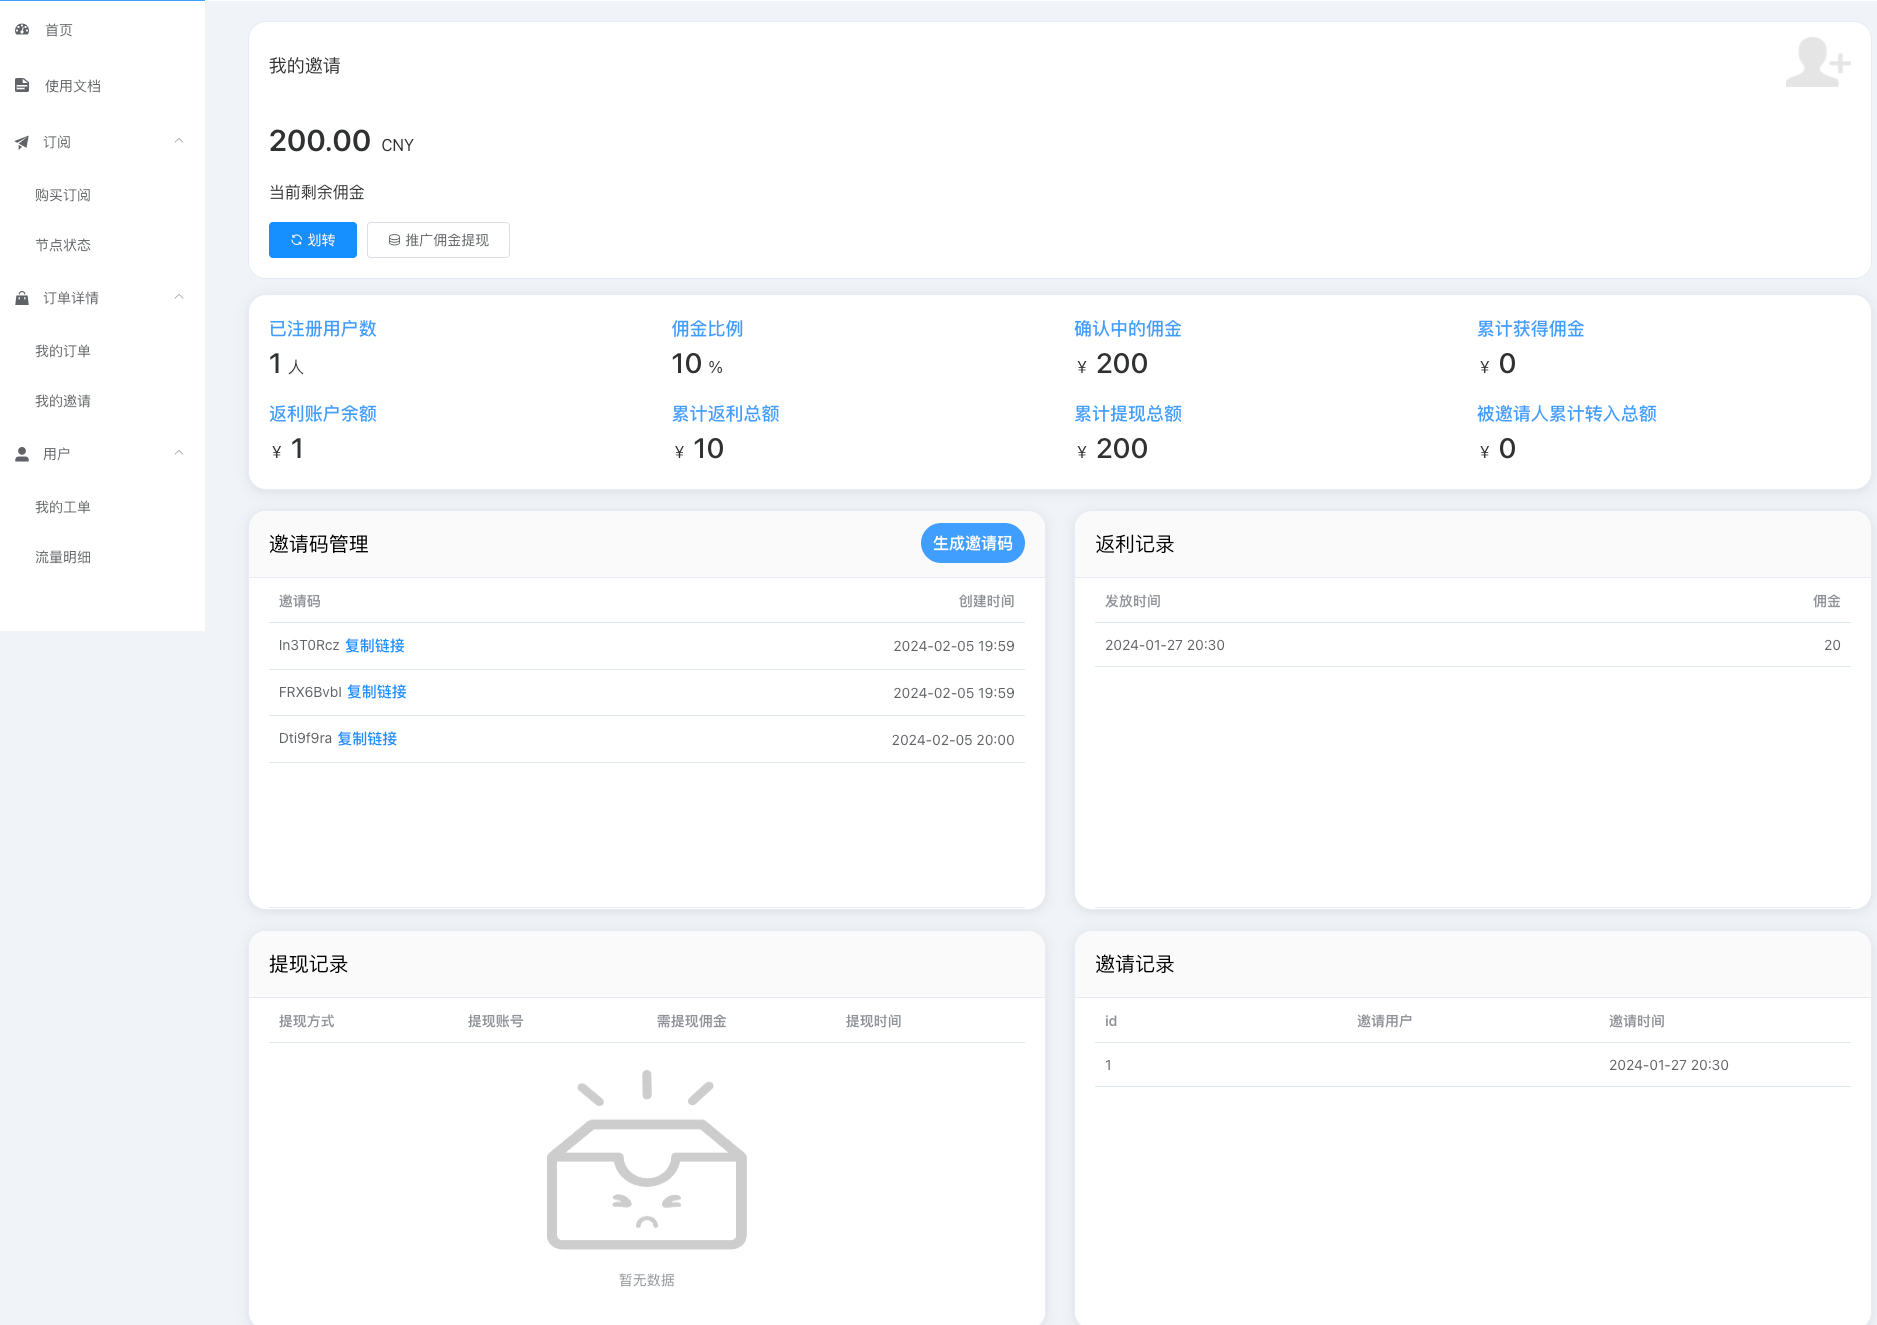 首页
使用文档
订阅
购买订阅
节点状态
订单详情
我的订单
我的邀请
用户
我的工单
流量明细
我的邀请
200.00 CNY
当前剩余佣金
划转 推广佣金提现
已注册用户数 佣金比例 确认中的佣金 累计获得佣金
1 人 10 % ¥ 200 ¥ 0
返利账户余额 累计返利总额 累计提现总额 被邀请人累计转入总额
¥ 1 ¥ 10 ¥ 200 ¥ 0
邀请码管理 生成邀请码
邀请码 创建时间
In3T0Rcz 复制链接 2024-02-05 19:59
FRX6BvbI 复制链接 2024-02-05 19:59
Dti9f9ra 复制链接 2024-02-05 20:00
返利记录
发放时间 佣金
2024-01-27 20:30 20
提现记录
提现方式 提现账号 需提现佣金 提现时间
暂无数据
邀请记录
id 邀请用户 邀请时间
1 2024-01-27 20:30